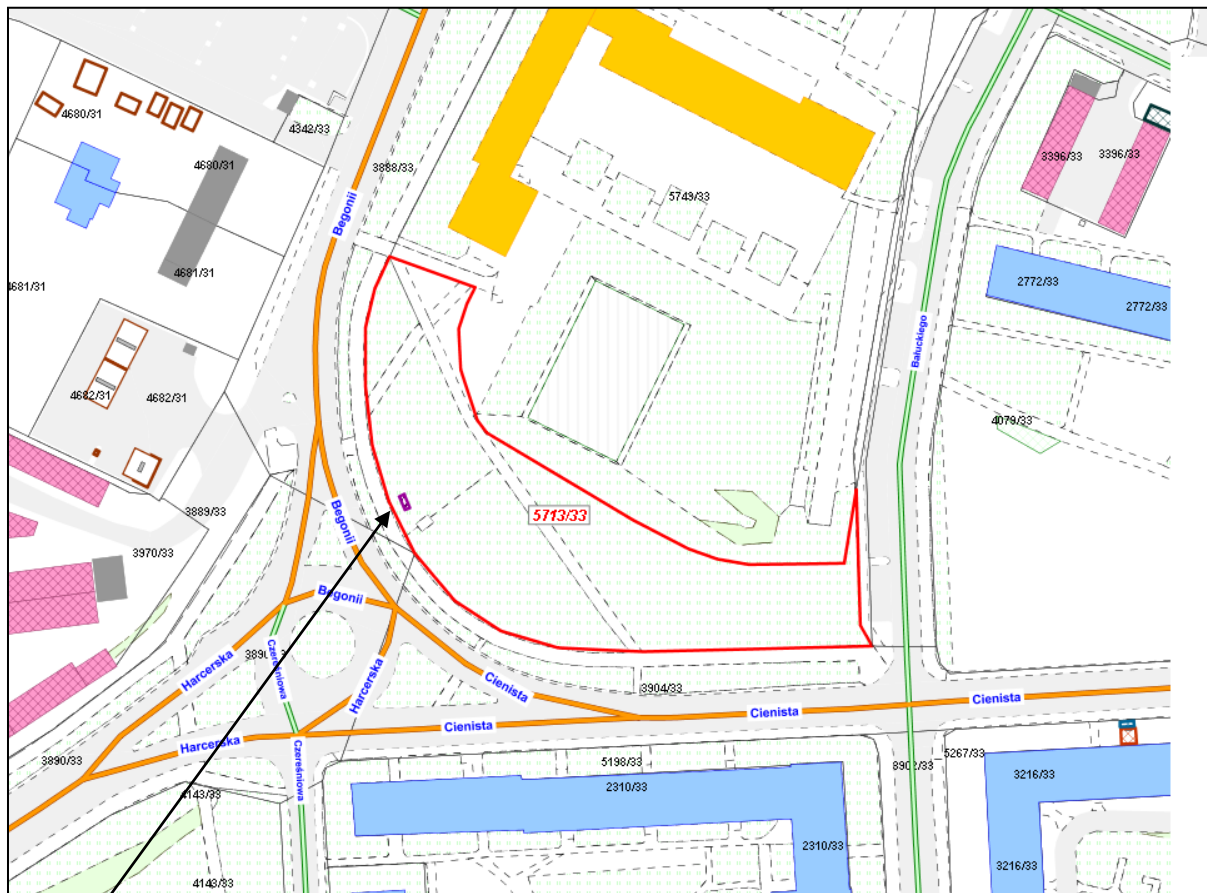 4680/31
4342/33
4680/31
3888/33
3396/33
3396/33
Begonii
5749/33
4681/31
4681/31
2772/33
2772/33
Bałuckiego
4682/31
4682/31
4079/33
3889/33
5713/33
Begonii
3970/33
Begonii
Czereśniowa
Harcerska
Harcerska
Cienista
3904/33
Cienista
Cienista
Cienista
Harcerska
3890/33
Czereśniowa
5198/33
5267/33
2310/33
3216/33
4143/33
2310/33
3216/33
4143/33